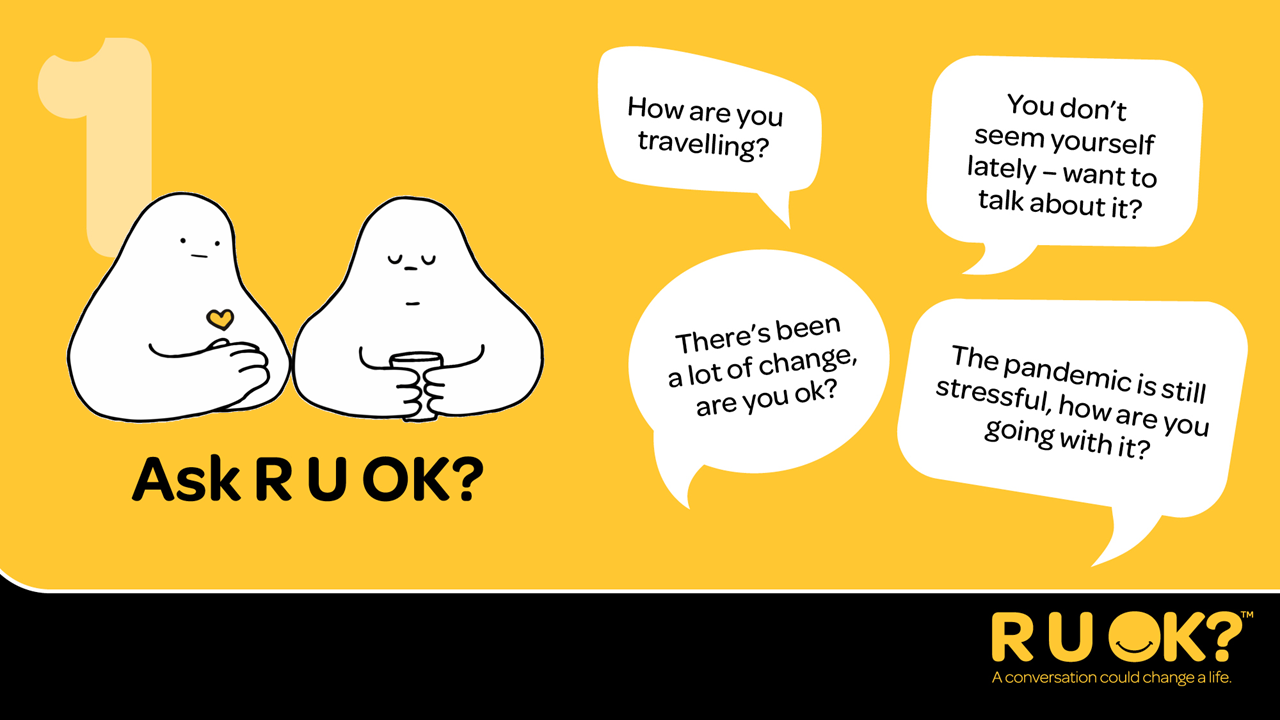 1
Ask R U OK?
How are you
travelling?
You don't
seem yourself
lately – want to
talk about it?
There's been
a lot of change,
are you ok?
The pandemic is still
stressful, how are you
going with it?
R U OK?™
A conversation could change a life.